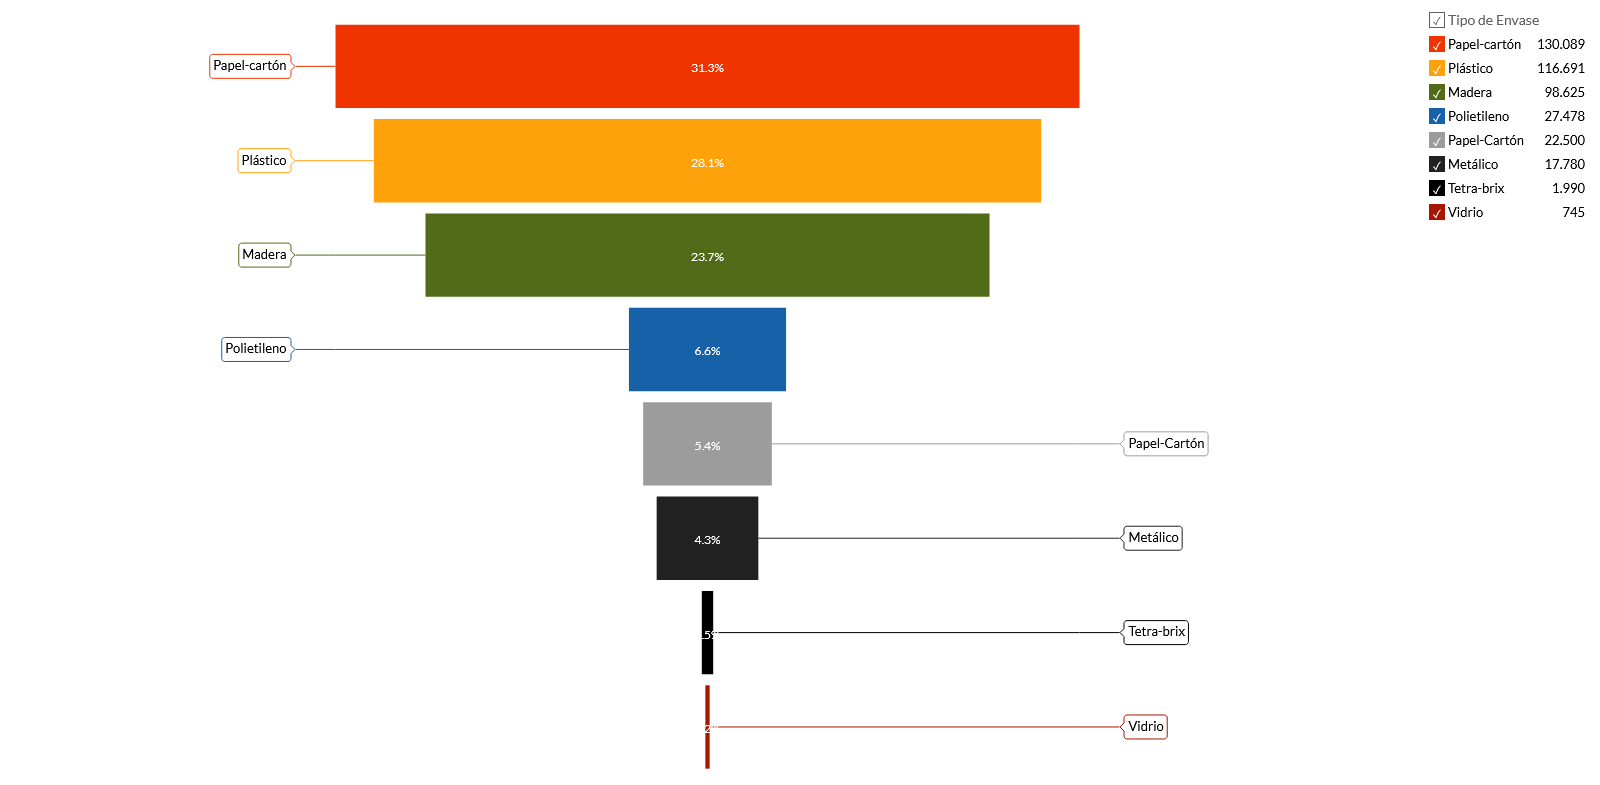 Papel-cartón
31.3%
Plástico
28.1%
Madera
23.7%
Polietileno
6.6%
5.4%
Papel-Cartón
4.3%
Metálico
Tetra-brix
Vidrio
Tipo de Envase
Papel-cartón 130.089
Plástico 116.691
Madera 98.625
Polietileno 27.478
Papel-Cartón 22.500
Metálico 17.780
Tetra-brix 1.990
Vidrio 745